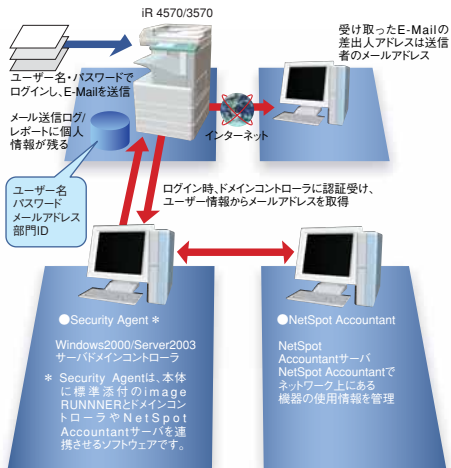 iR 4570/3570
ユーザー名・パスワードで
ログインし、E-Mailを送信
メール送信ログ/
レポートに個人
情報が残る
ユーザー名
パスワード
メールアドレス
部門ID
インターネット
受け取ったE-Mailの
差出人アドレスは送信
者のメールアドレス
ログイン時、ドメインコントローラに認証受け、
ユーザー情報からメールアドレスを取得
●Security Agent＊
Windows2000/Server2003
サーバドメインコントローラ
＊ Security Agentは、本体
に標準添付のimage
RUNNNERとドメインコン
トローラやNetSpot
Accountantサーバを連
携させるソフトウェアです。
●NetSpot Accountant
NetSpot
Accountantサーバ
NetSpot Accountantで
ネットワーク上にある
機器の使用情報を管理